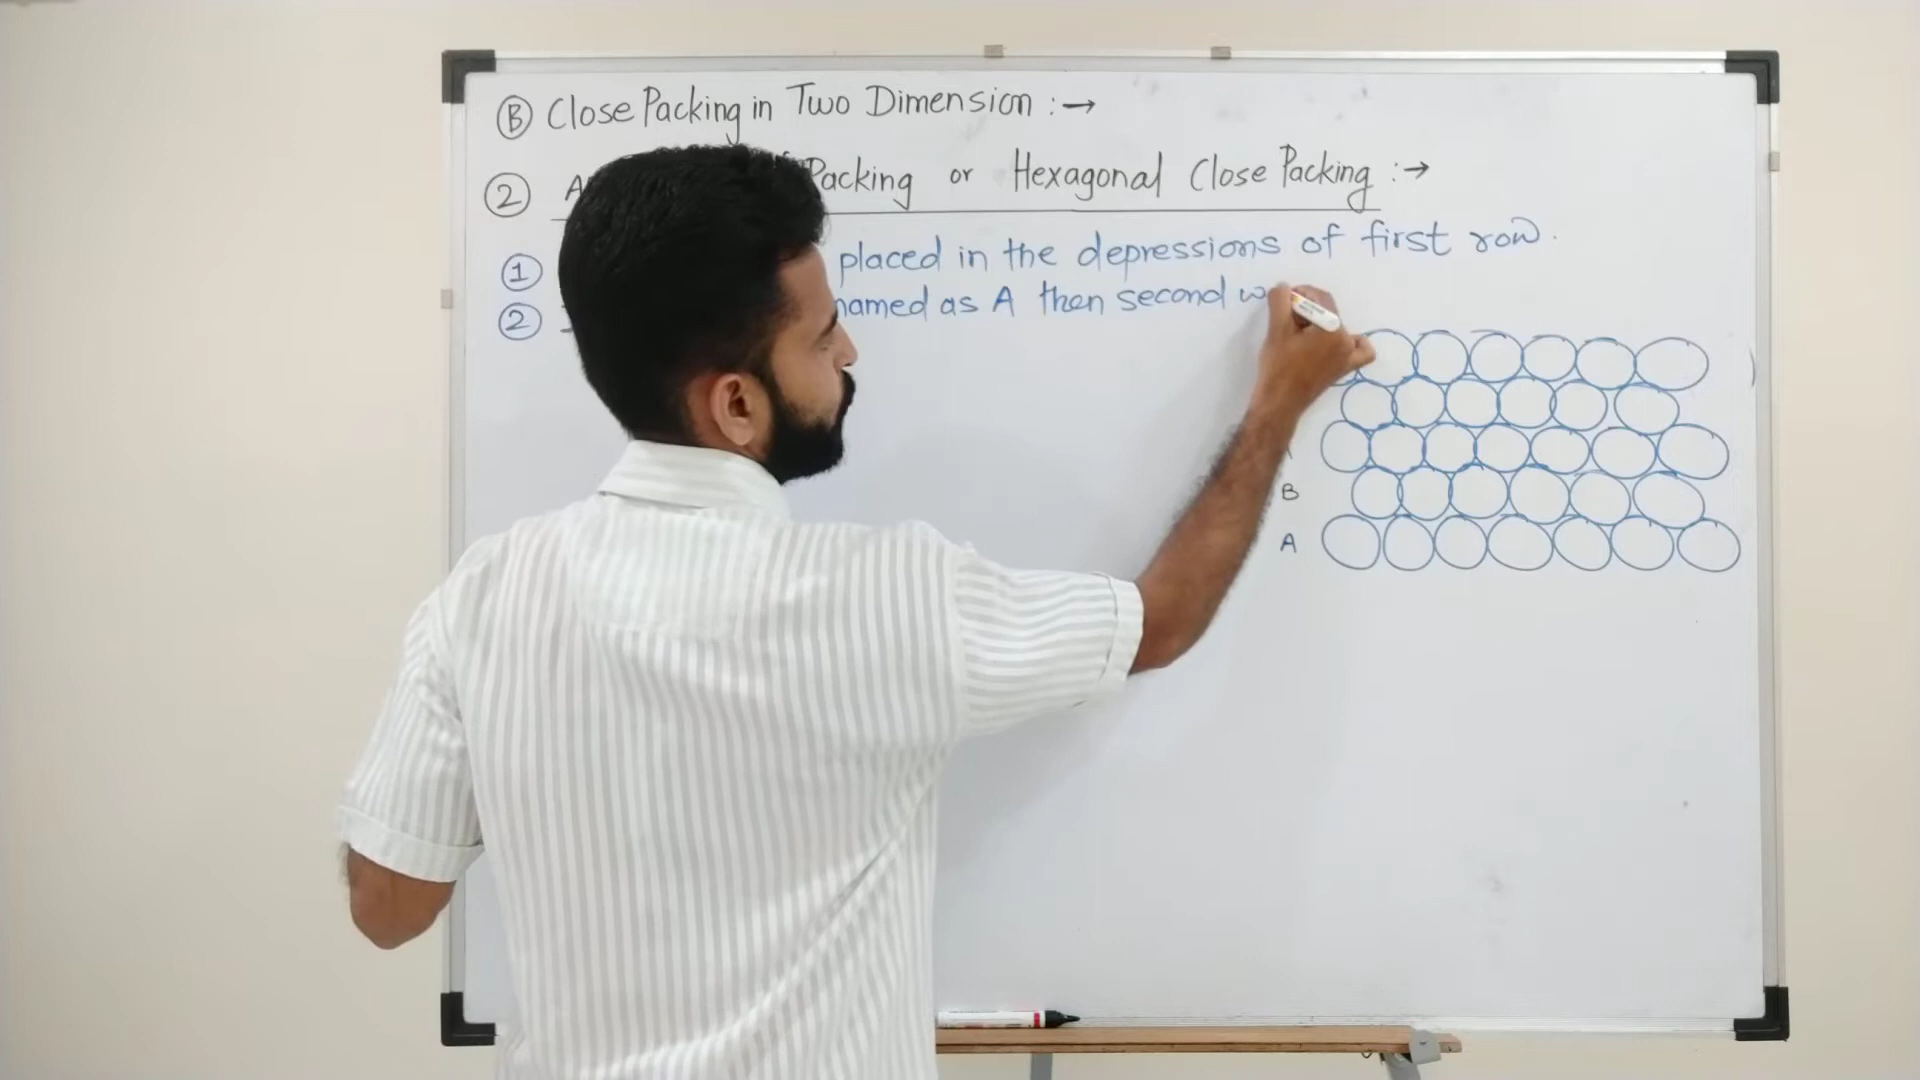 Ⓑ Close Packing in Two Dimension :→
② Packing or Hexagonal Close Packing :→
① placed in the depressions of first row.
② named as A then second
B
A